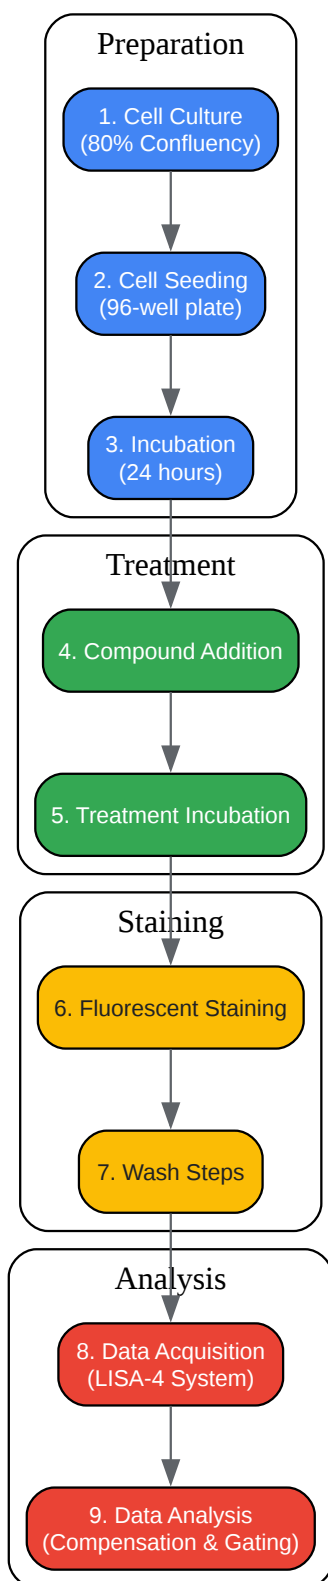 Preparation
1. Cell Culture
(80% Confluency)
2. Cell Seeding
(96-well plate)
3. Incubation
(24 hours)
Treatment
4. Compound Addition
5. Treatment Incubation
Staining
6. Fluorescent Staining
7. Wash Steps
Analysis
8. Data Acquisition
(LISA-4 System)
9. Data Analysis
(Compensation & Gating)